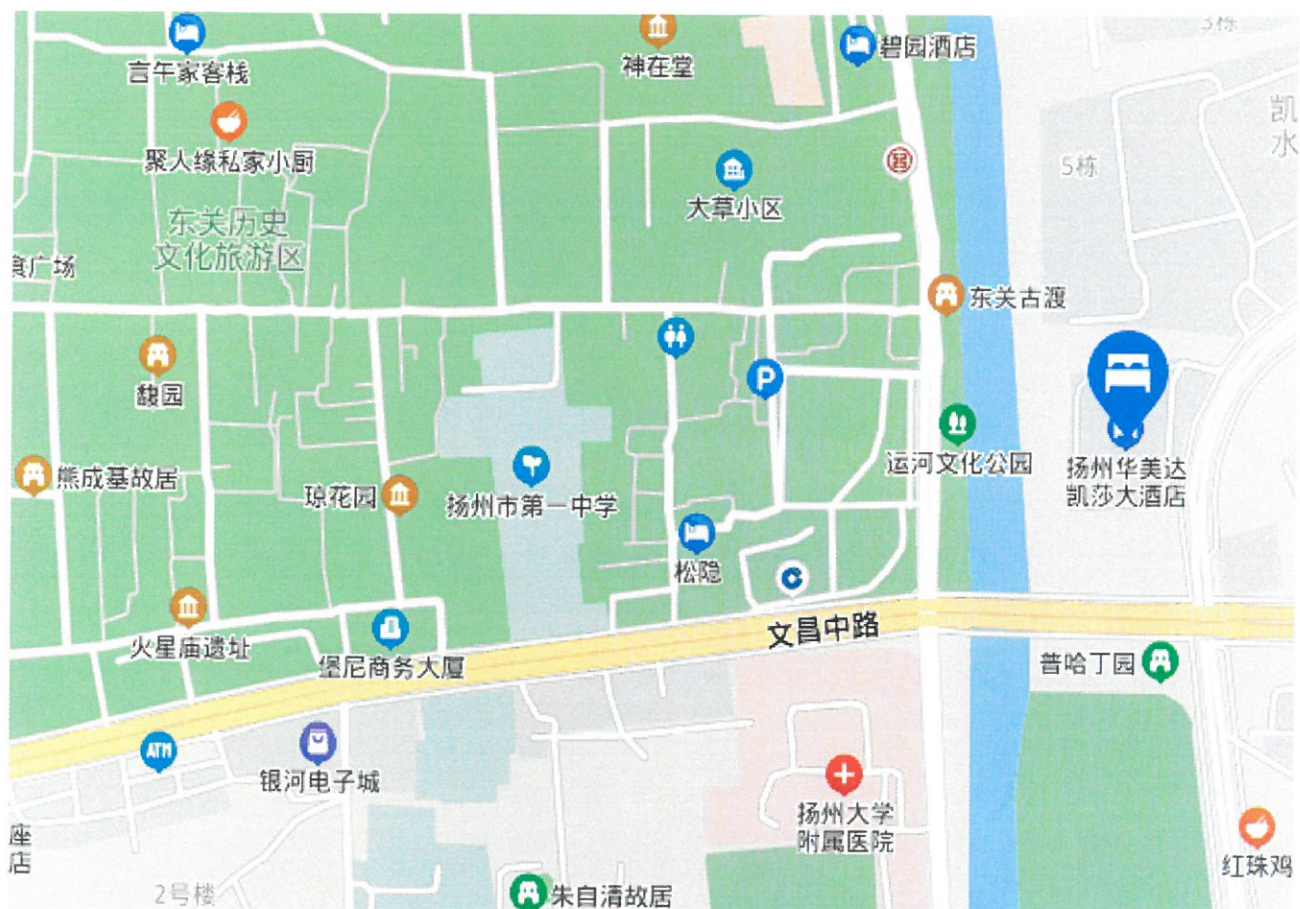 3栋
碧园酒店
神在堂
言午家客栈
凯
水
聚人缘私家小厨
5栋
大草小区
东关历史
文化旅游区
食广场
东关古渡
P
馥园
运河文化公园
扬州华美达
凯莎大酒店
熊成基故居
琼花园
扬州市第一中学
松隐
文昌中路
火星庙遗址
堡尼商务大厦
普哈丁园
ATM
银河电子城
扬州大学
附属医院
座
店
红珠鸡
2号楼
朱自清故居